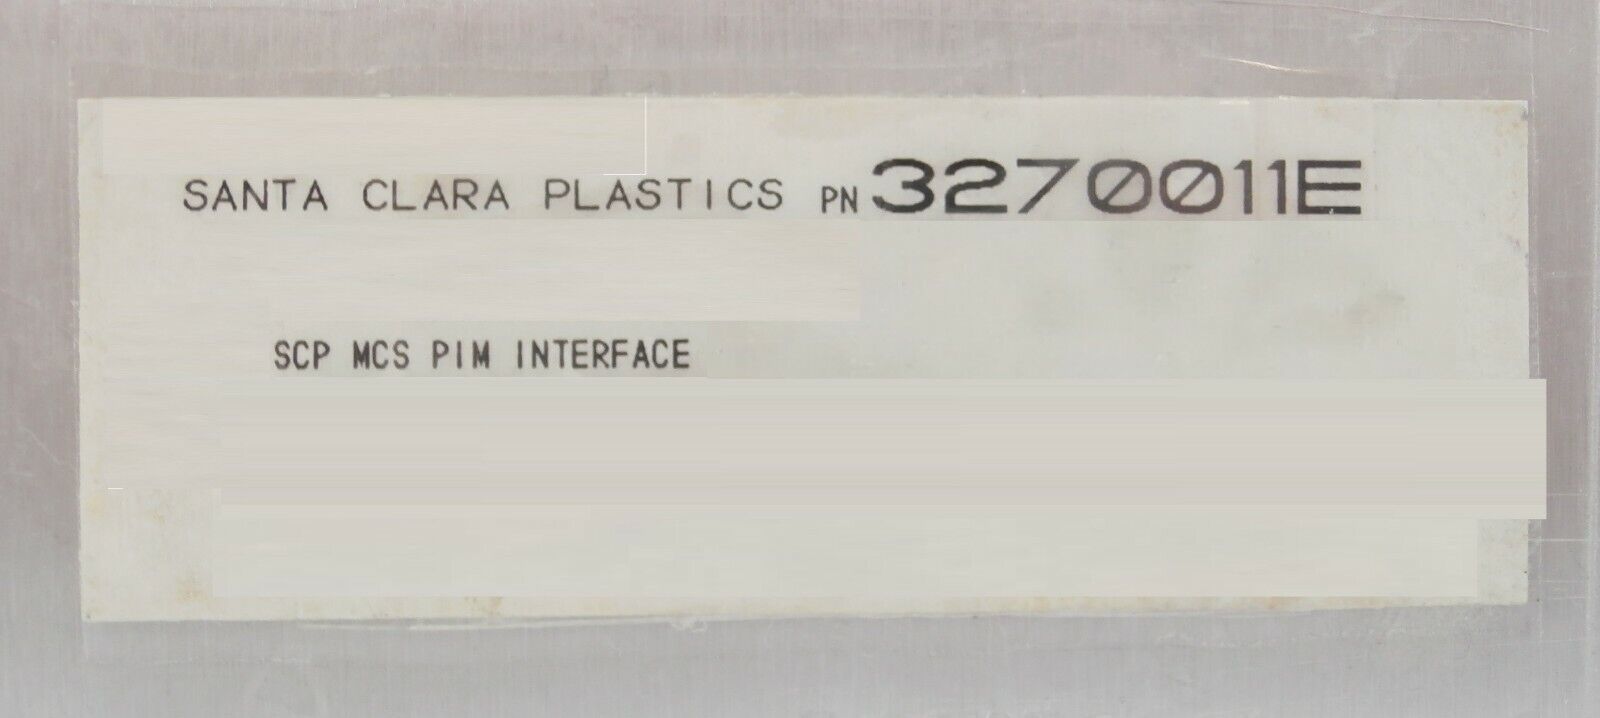 SANTA CLARA PLASTICS PN 3270011E
SCP MCS PIM INTERFACE